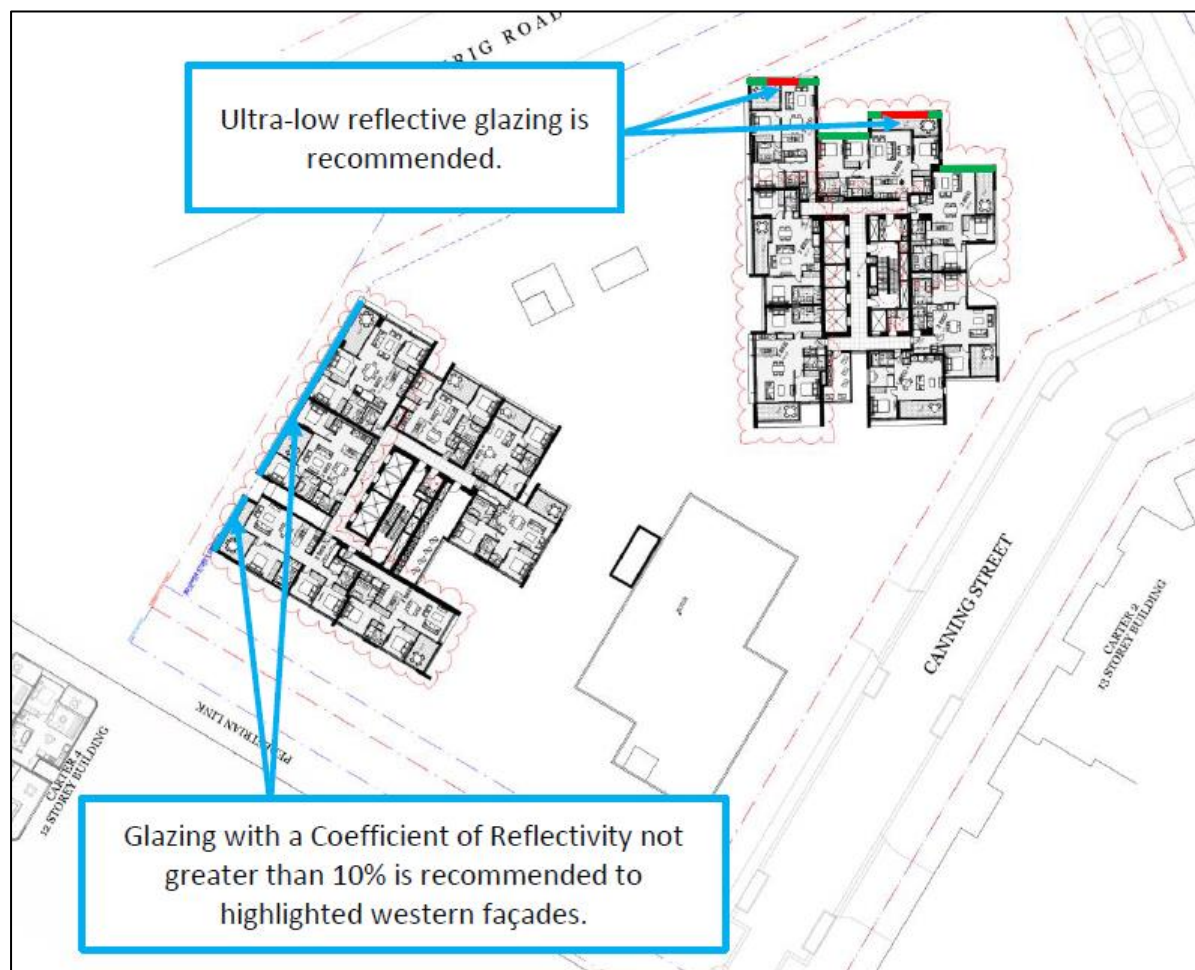 RIG ROAD
Ultra-low reflective glazing is
recommended.
CANNING STREET
CARTER 2
13 STOREY BUILDING
PEDESTRIAN LINK
CARTER 4
12 STOREY BUILDING
Glazing with a Coefficient of Reflectivity not
greater than 10% is recommended to
highlighted western façades.